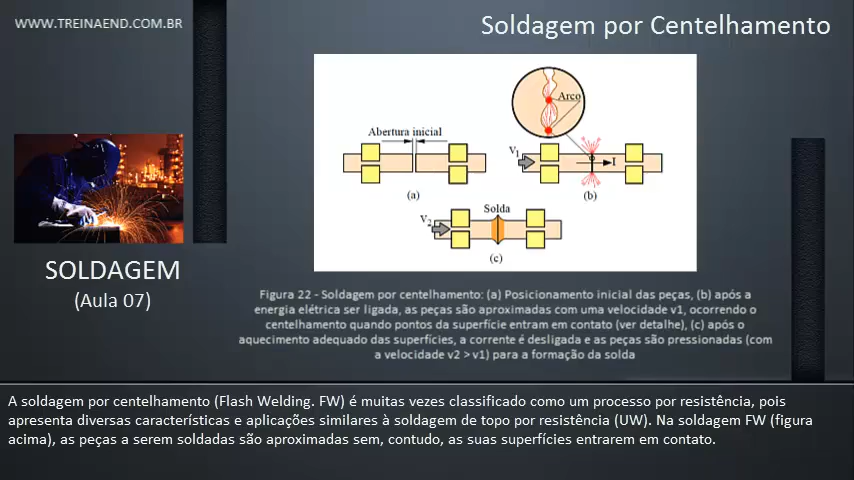 WWW.TREINAEND.COM.BR
Soldagem por Centelhamento
Abertura inicial
(a)
Arco
V1
I
(b)
V2
Solda
(c)
SOLDAGEM
(Aula 07)
Figura 22 - Soldagem por centelhamento: (a) Posicionamento inicial das peças, (b) após a
energia elétrica ser ligada, as peças são aproximadas com uma velocidade v1, ocorrendo o
centelhamento quando pontos da superfície entram em contato (ver detalhe), (c) após o
aquecimento adequado das superfícies, a corrente é desligada e as peças são pressionadas (com
a velocidade v2 > v1) para a formação da solda
A soldagem por centelhamento (Flash Welding. FW) é muitas vezes classificado como um processo por resistência, pois
apresenta diversas características e aplicações similares à soldagem de topo por resistência (UW). Na soldagem FW (figura
acima), as peças a serem soldadas são aproximadas sem, contudo, as suas superfícies entrarem em contato.